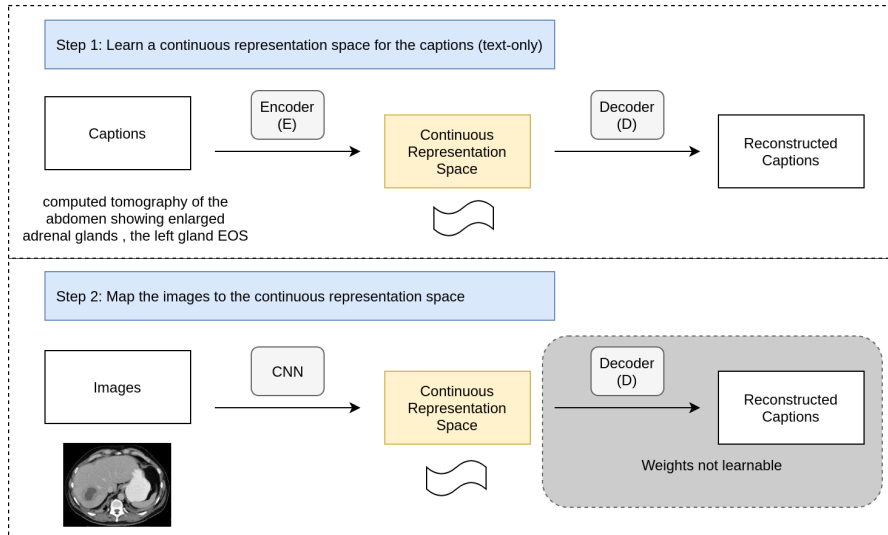 Step 1: Learn a continuous representation space for the captions (text-only)
Captions
Encoder
(E)
Continuous
Representation
Space
Decoder
(D)
Reconstructed
Captions
computed tomography of the
abdomen showing enlarged
adrenal glands , the left gland EOS
Step 2: Map the images to the continuous representation space
Images
CNN
Continuous
Representation
Space
Decoder
(D)
Reconstructed
Captions
Weights not learnable